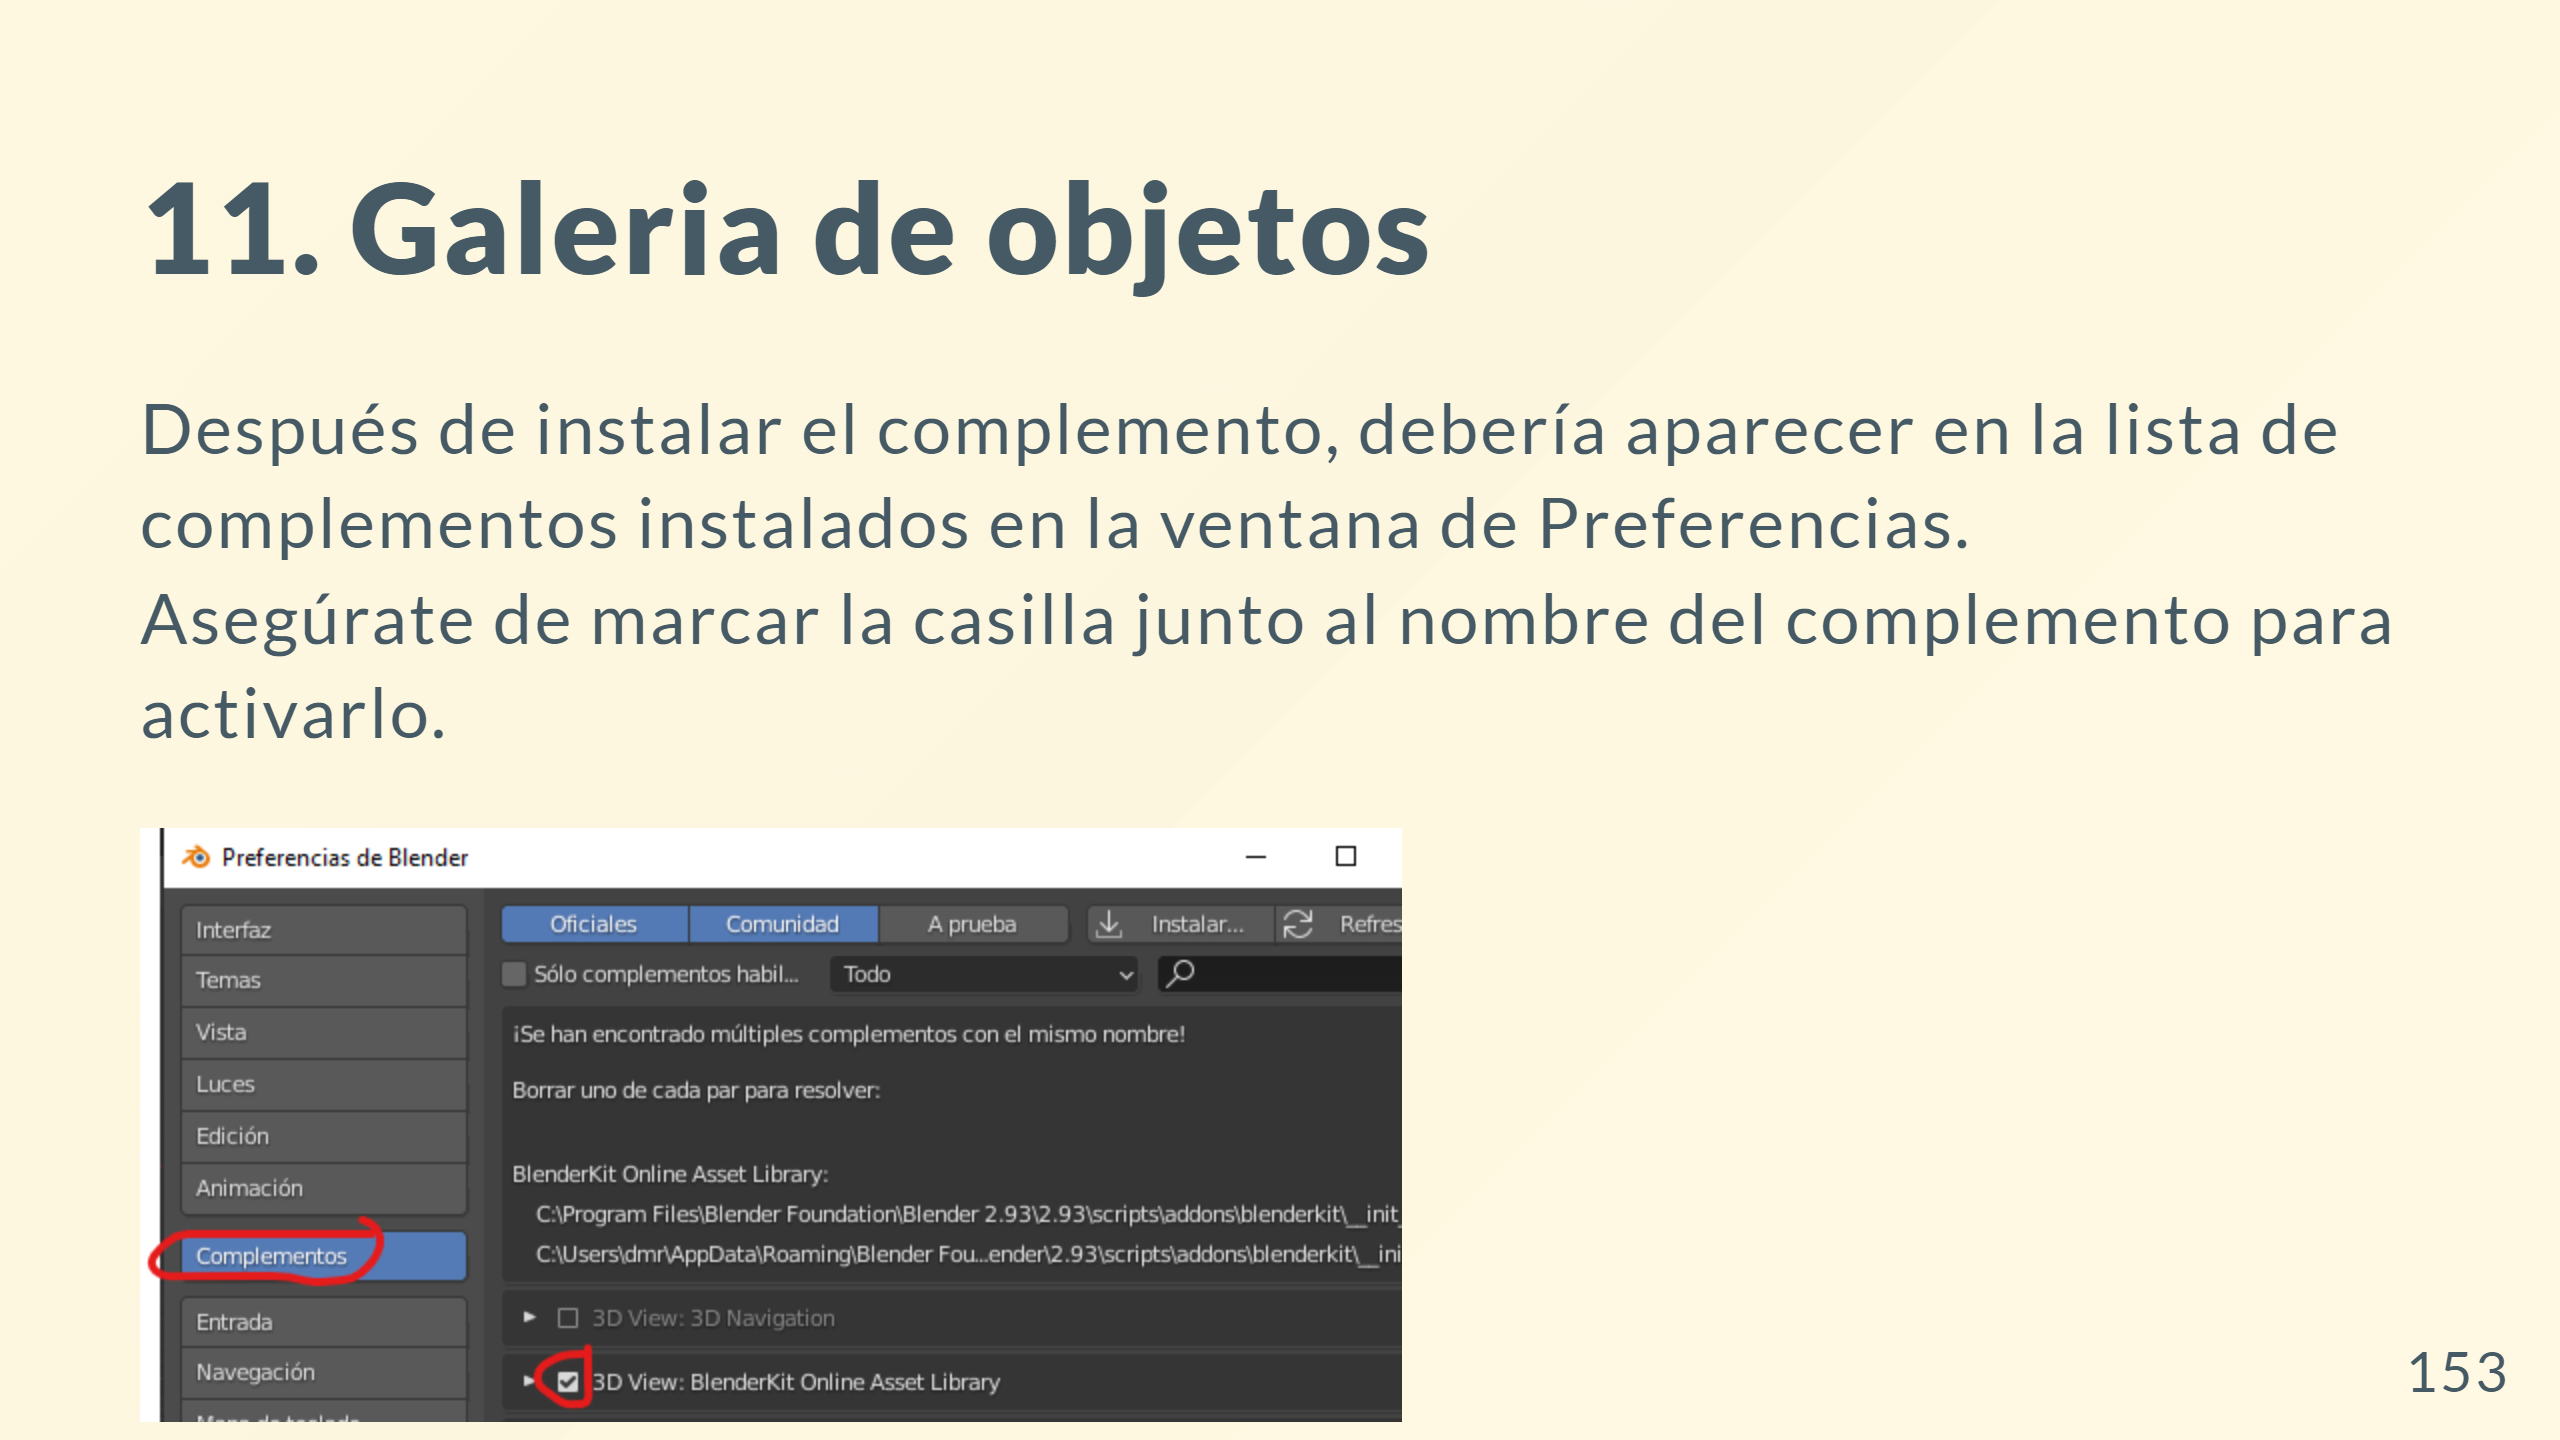 11. Galeria de objetos
Después de instalar el complemento, debería aparecer en la lista de
complementos instalados en la ventana de Preferencias.
Asegúrate de marcar la casilla junto al nombre del complemento para
activarlo.
Preferencias de Blender
Interfaz
Temas
Vista
Luces
Edición
Animación
Complementos
Entrada
Navegación
Oficiales Comunidad A prueba Instalar... Refres
Sólo complementos habil... Todo
¡Se han encontrado múltiples complementos con el mismo nombre!
Borrar uno de cada par para resolver:
BlenderKit Online Asset Library:
C:\Program Files\Blender Foundation\Blender 2.93\2.93\scripts\addons\blenderkit\__init_
C:\Users\dmr\AppData\Roaming\Blender Fou...ender\2.93\scripts\addons\blenderkit\__ini
3D View: 3D Navigation
3D View: BlenderKit Online Asset Library
153